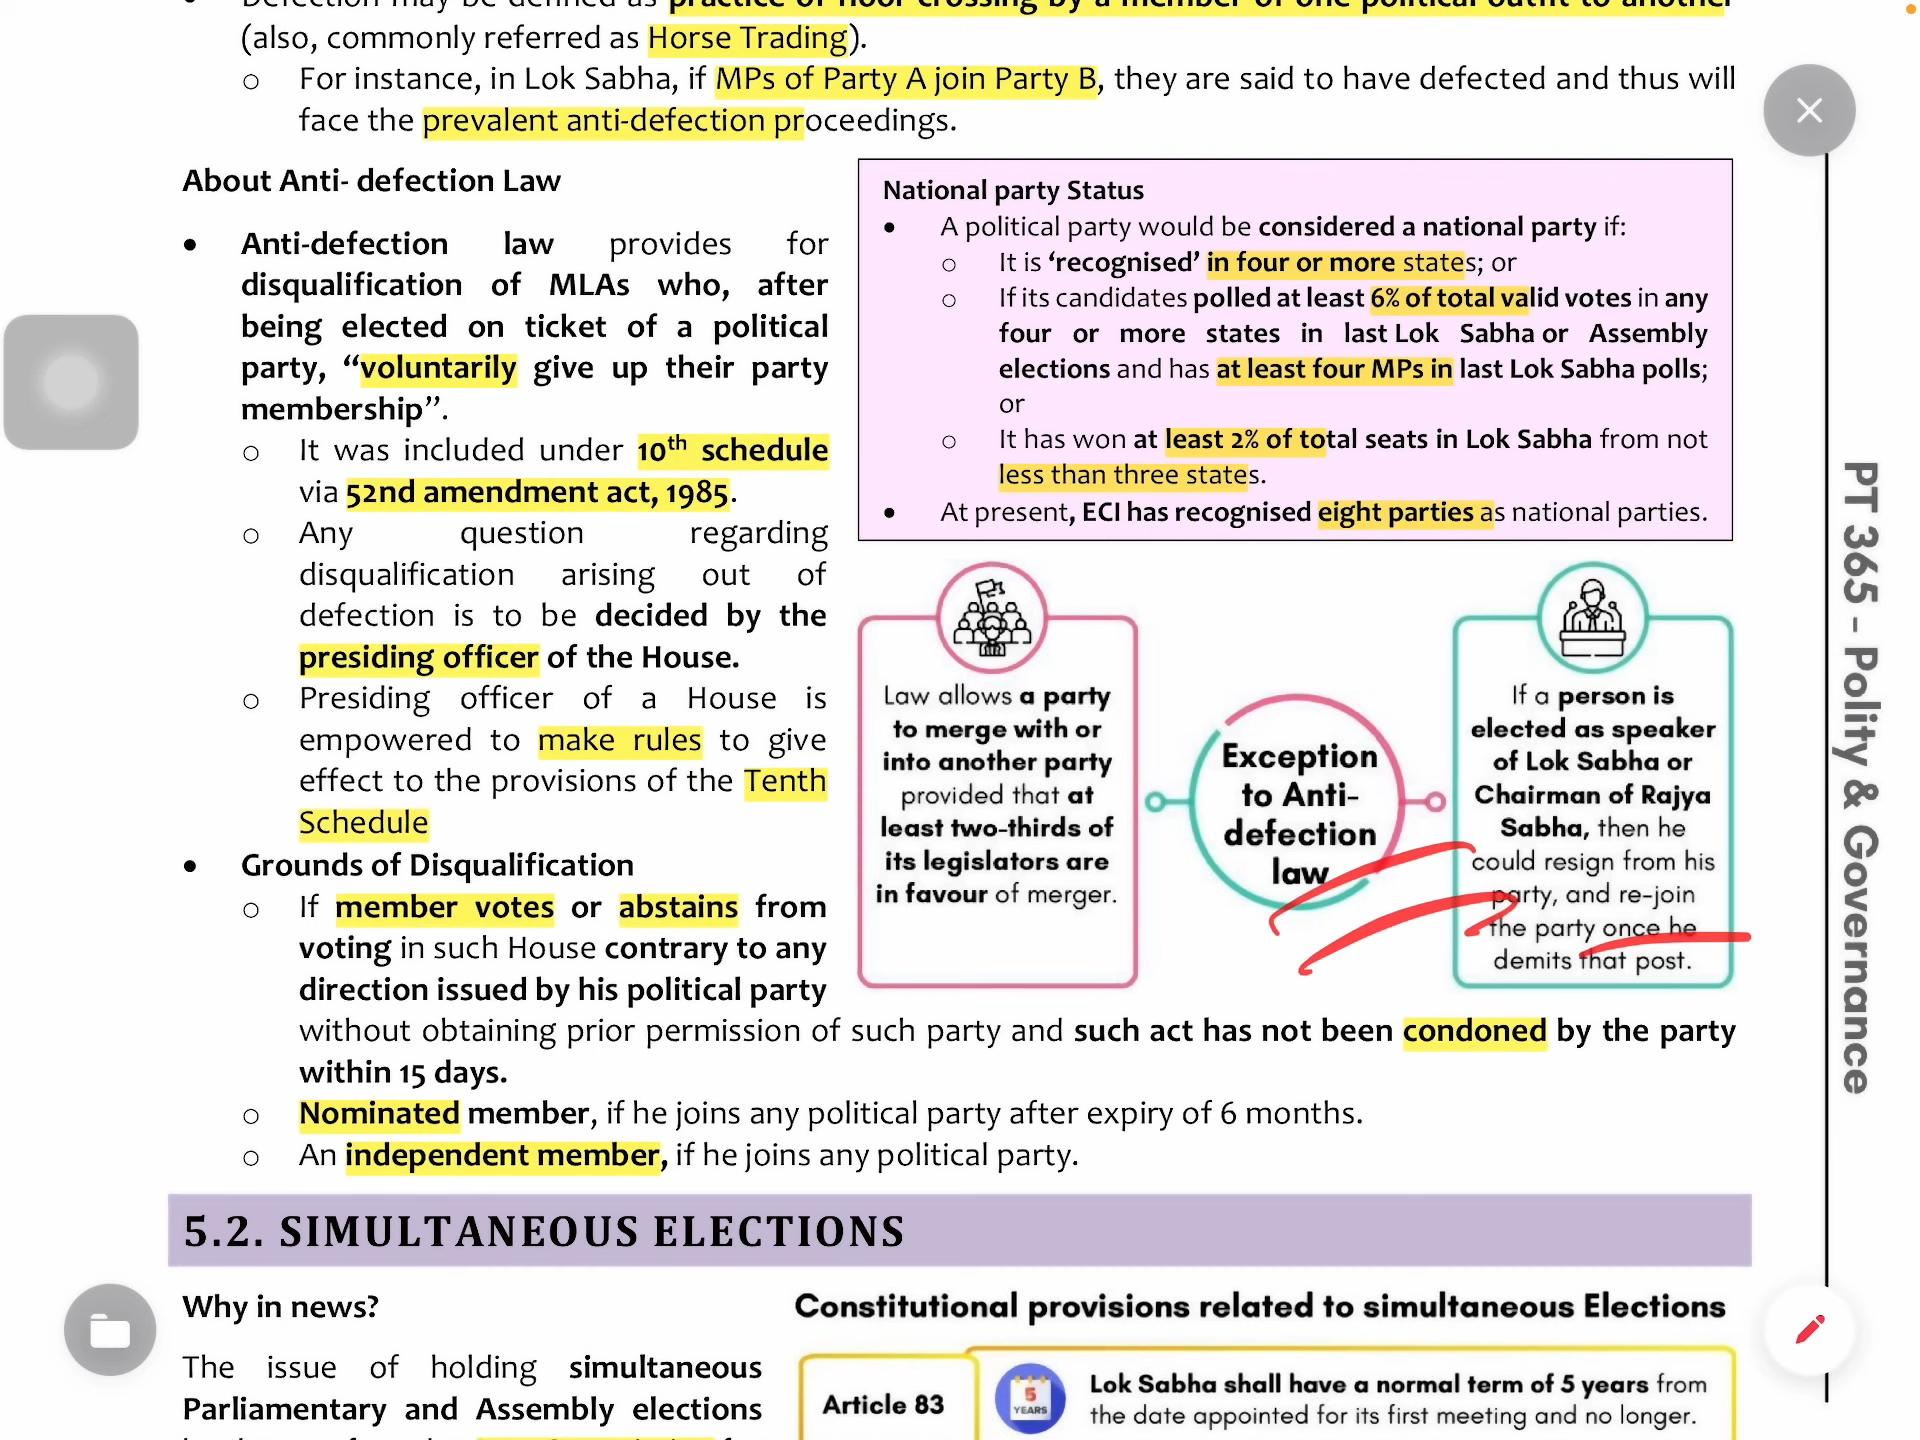 Defection may be defined as practice of floor crossing by a member of one political outfit to another
(also, commonly referred as Horse Trading).
o For instance, in Lok Sabha, if MPs of Party A join Party B, they are said to have defected and thus will
face the prevalent anti-defection proceedings.
About Anti- defection Law
• Anti-defection law provides for
disqualification of MLAs who, after
being elected on ticket of a political
party, “voluntarily give up their party
membership”.
o It was included under 10th schedule
via 52nd amendment act, 1985.
o Any question regarding
disqualification arising out of
defection is to be decided by the
presiding officer of the House.
o Presiding officer of a House is
empowered to make rules to give
effect to the provisions of the Tenth
Schedule
• Grounds of Disqualification
o If member votes or abstains from
voting in such House contrary to any
direction issued by his political party
without obtaining prior permission of such party and such act has not been condoned by the party
within 15 days.
o Nominated member, if he joins any political party after expiry of 6 months.
o An independent member, if he joins any political party.
National party Status
• A political party would be considered a national party if:
o It is ‘recognised’ in four or more states; or
o If its candidates polled at least 6% of total valid votes in any
four or more states in last Lok Sabha or Assembly
elections and has at least four MPs in last Lok Sabha polls;
or
o It has won at least 2% of total seats in Lok Sabha from not
less than three states.
• At present, ECI has recognised eight parties as national parties.
Law allows a party
to merge with or
into another party
provided that at
least two-thirds of
its legislators are
in favour of merger.
Exception
to Anti-
defection
law
If a person is
elected as speaker
of Lok Sabha or
Chairman of Rajya
Sabha, then he
could resign from his
party, and re-join
the party once he
demits that post.
PT 365 - Polity & Governance
5.2. SIMULTANEOUS ELECTIONS
Why in news?
The issue of holding simultaneous
Parliamentary and Assembly elections
Constitutional provisions related to simultaneous Elections
Article 83
5
YEARS
Lok Sabha shall have a normal term of 5 years from
the date appointed for its first meeting and no longer.